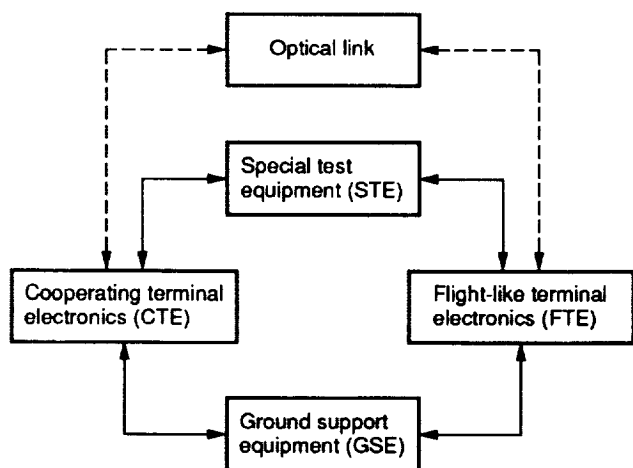 Optical link
Special test
equipment (STE)
Cooperating terminal
electronics (CTE)
Flight-like terminal
electronics (FTE)
Ground support
equipment (GSE)